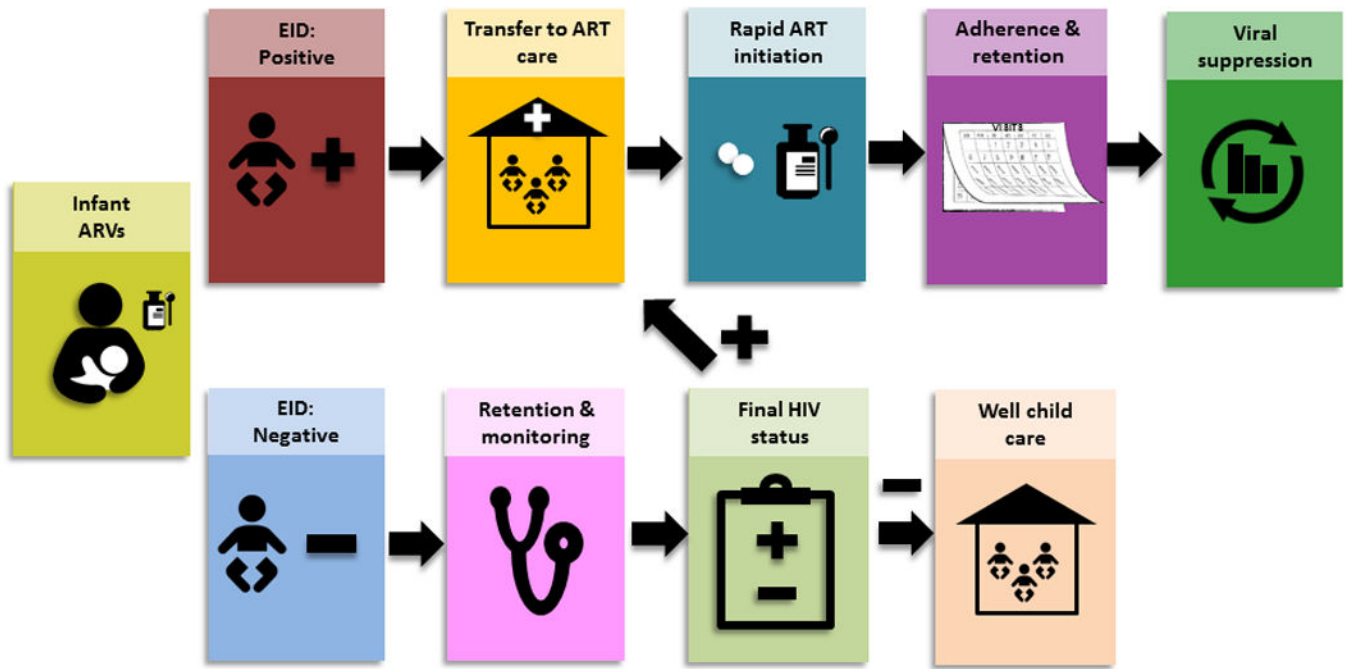 EID:
Positive
Transfer to ART
care
Rapid ART
initiation
Adherence &
retention
Viral
suppression
VISITS
Infant
ARVs
EID:
Negative
Retention &
monitoring
Final HIV
status
Well child
care